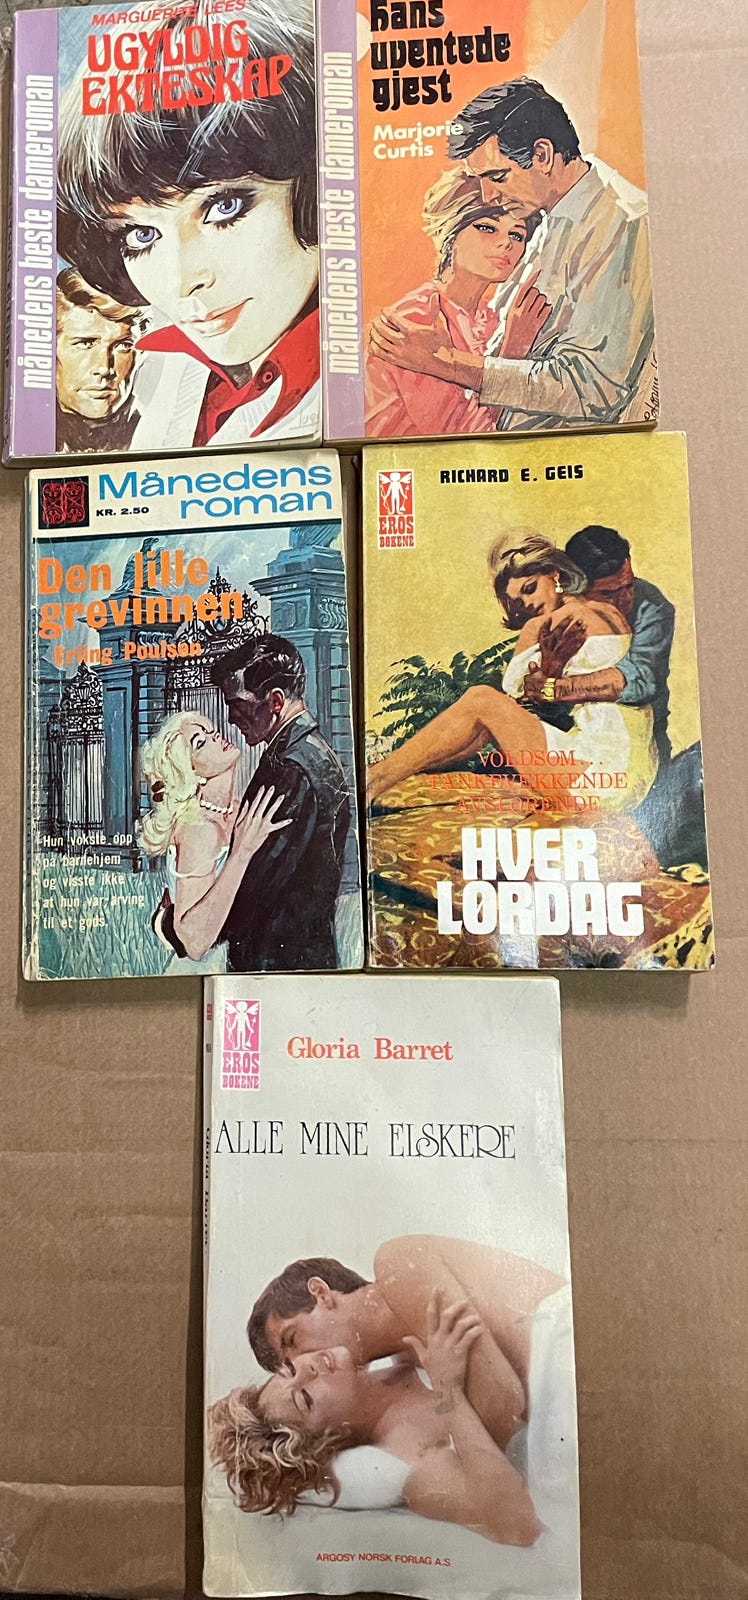 MARGUERITE LEES
UGYLDIG
EKTESKAP
månedens beste dameroman
hans
uventede
gjest
Marjorie
Curtis
månedens beste dameroman
Månedens
roman
KR. 2.50
Den lille
grevinnen
Erling Poulsen
Hun vokste opp
på barnehjem
og visste ikke
at hun var arving
til et gods.
EROS
BØKENE
RICHARD E. GEIS
VOLDSOM...
TANKEVEKKENDE
AVSLØRENDE
HVER
LØRDAG
EROS
BØKENE
Gloria Barret
ALLE MINE ELSKERE
Gloria Barret
ARGOSY NORSK FORLAG A.S